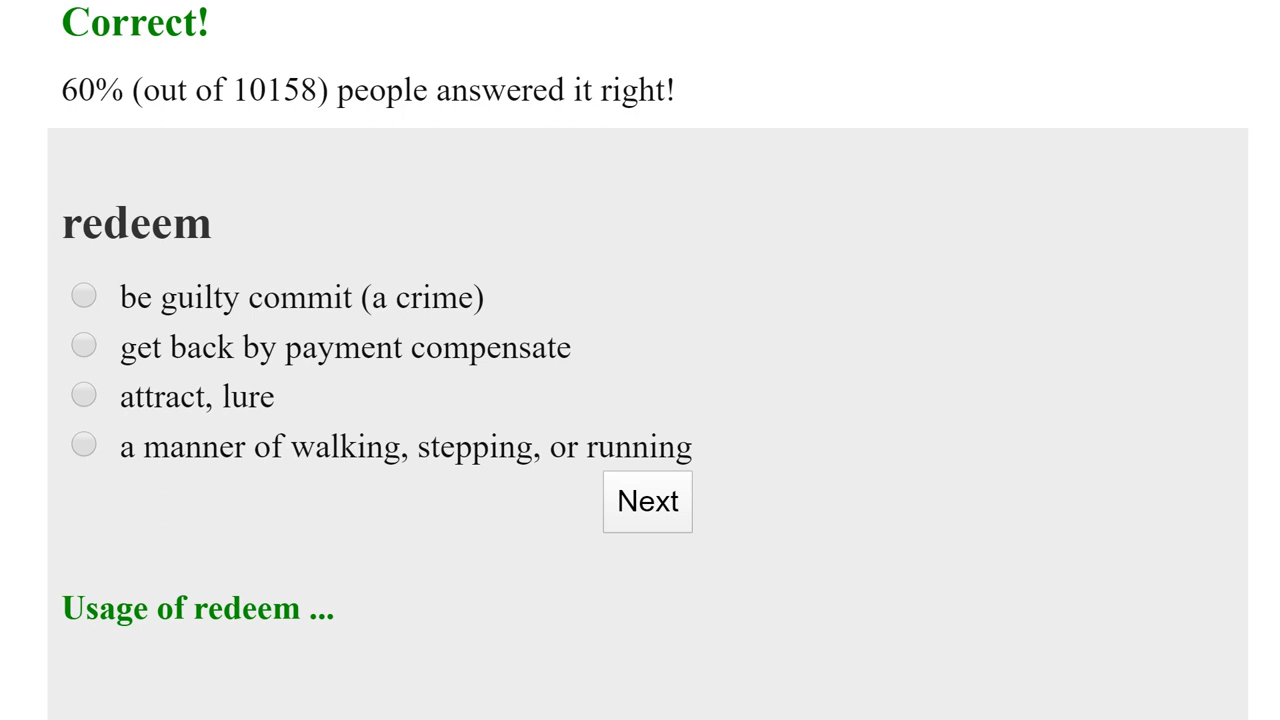 Correct!
60% (out of 10158) people answered it right!
redeem
be guilty commit (a crime)
get back by payment compensate
attract, lure
a manner of walking, stepping, or running
Next
Usage of redeem ...